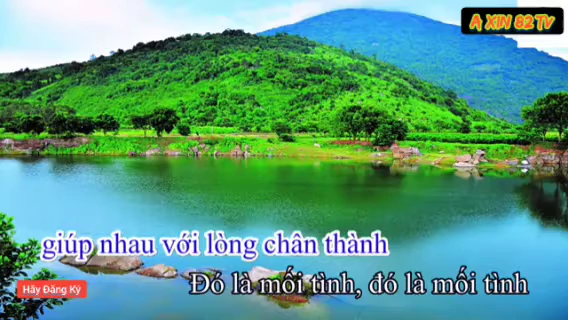 A XIN 82 TV
giúp nhau với lòng chân thành
Đó là mối tình, đó là mối tình
Hãy Đăng Ký